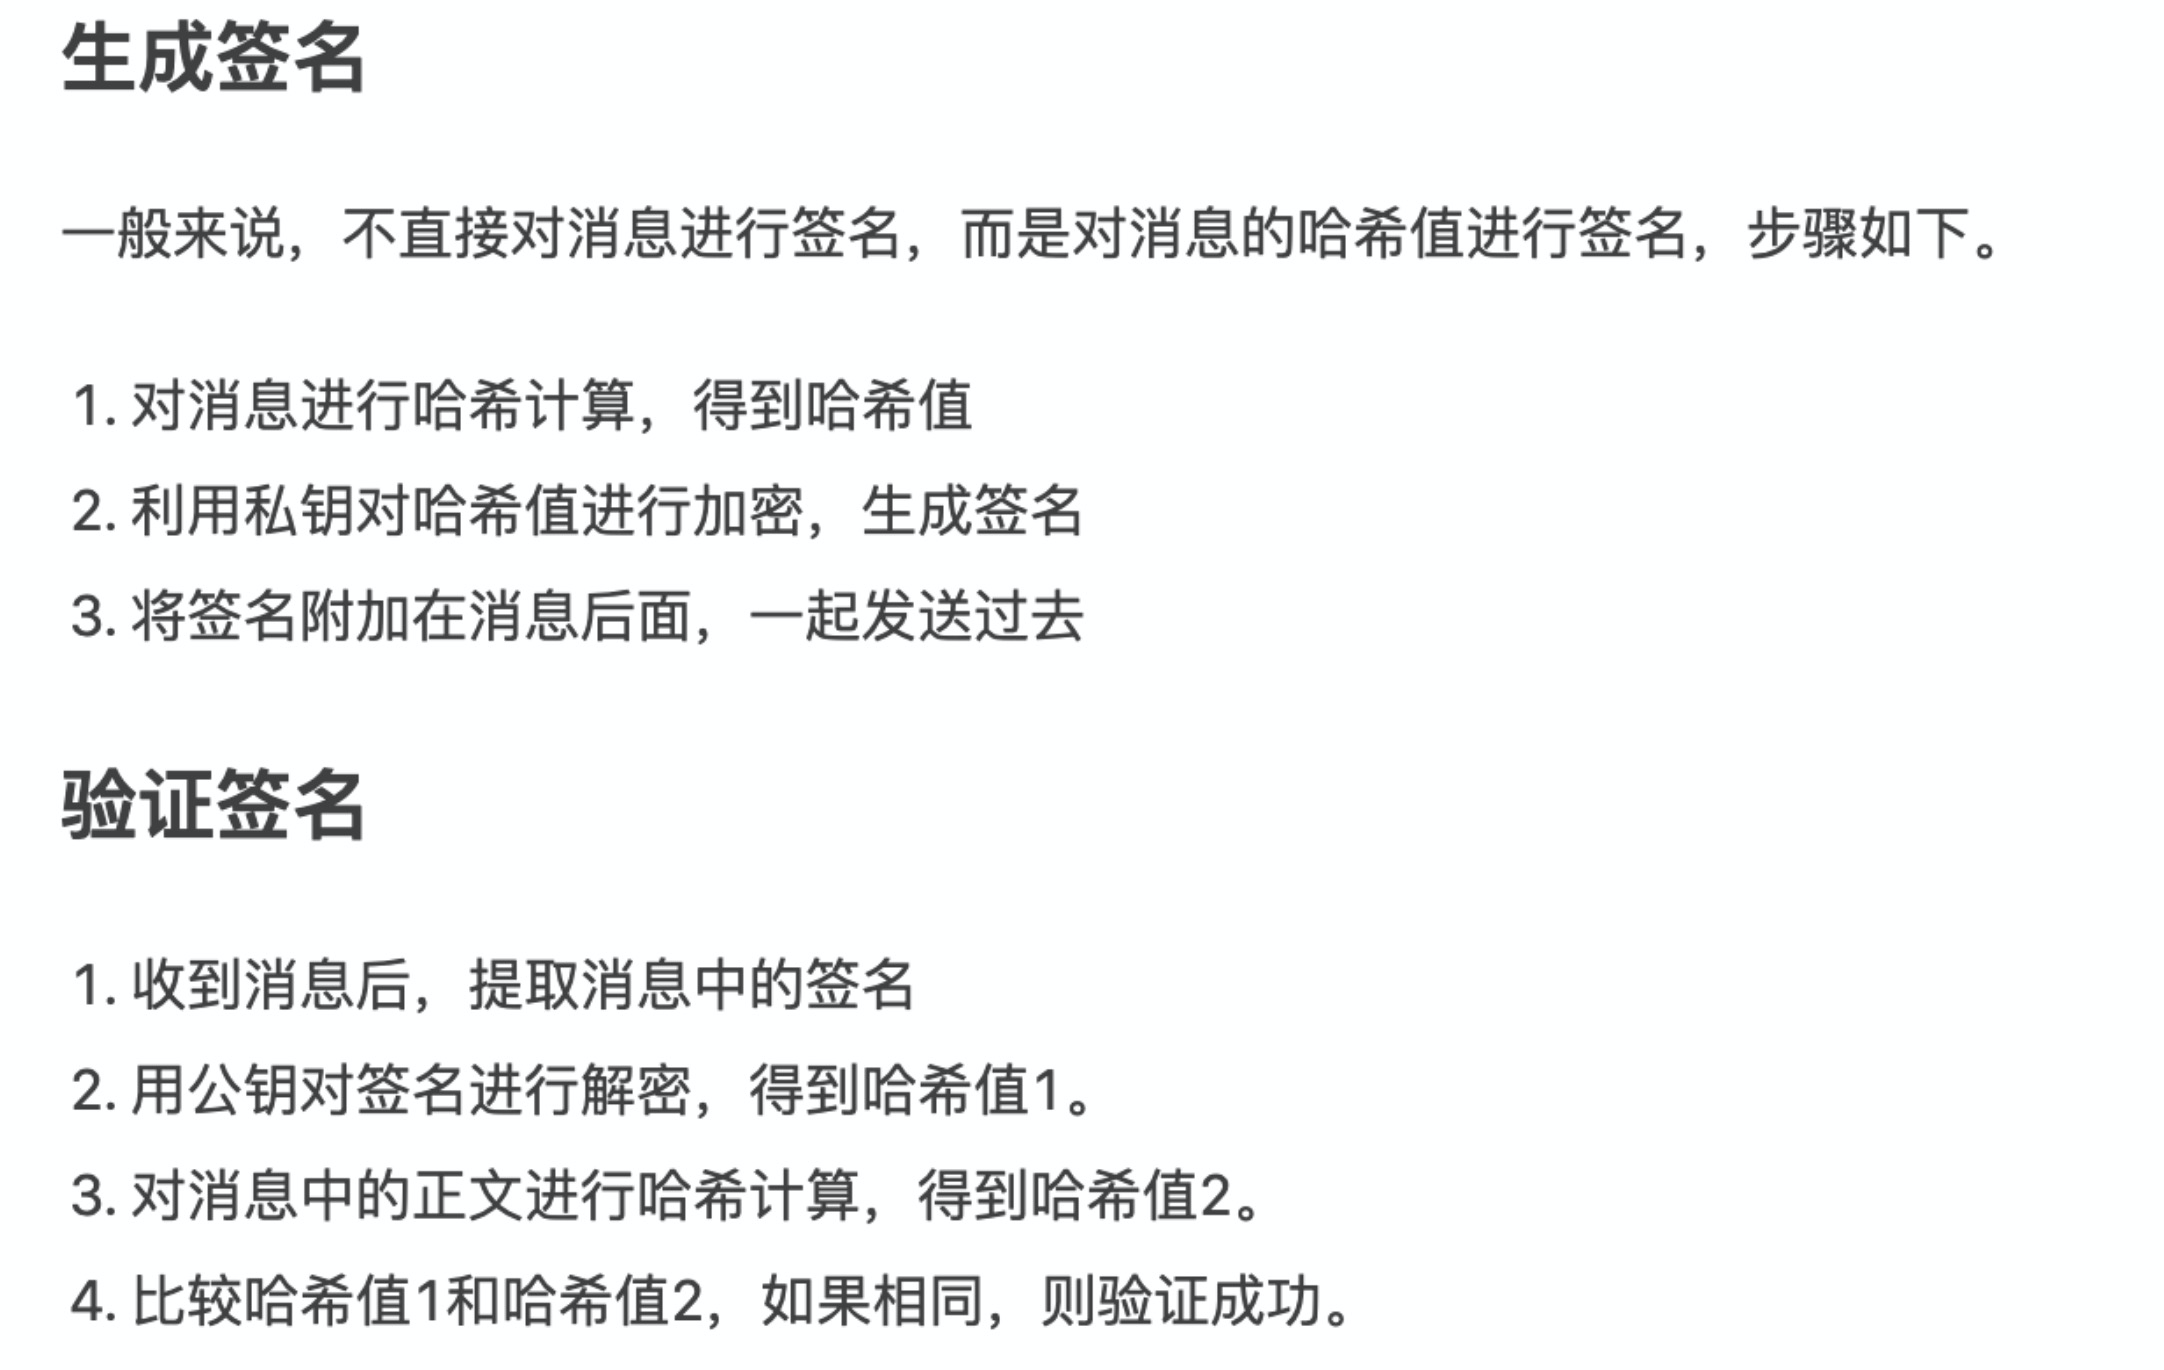 生成签名
一般来说，不直接对消息进行签名，而是对消息的哈希值进行签名，步骤如下。
1. 对消息进行哈希计算，得到哈希值
2. 利用私钥对哈希值进行加密，生成签名
3. 将签名附加在消息后面，一起发送过去
验证签名
1. 收到消息后，提取消息中的签名
2. 用公钥对签名进行解密，得到哈希值1。
3. 对消息中的正文进行哈希计算，得到哈希值2。
4. 比较哈希值1和哈希值2，如果相同，则验证成功。